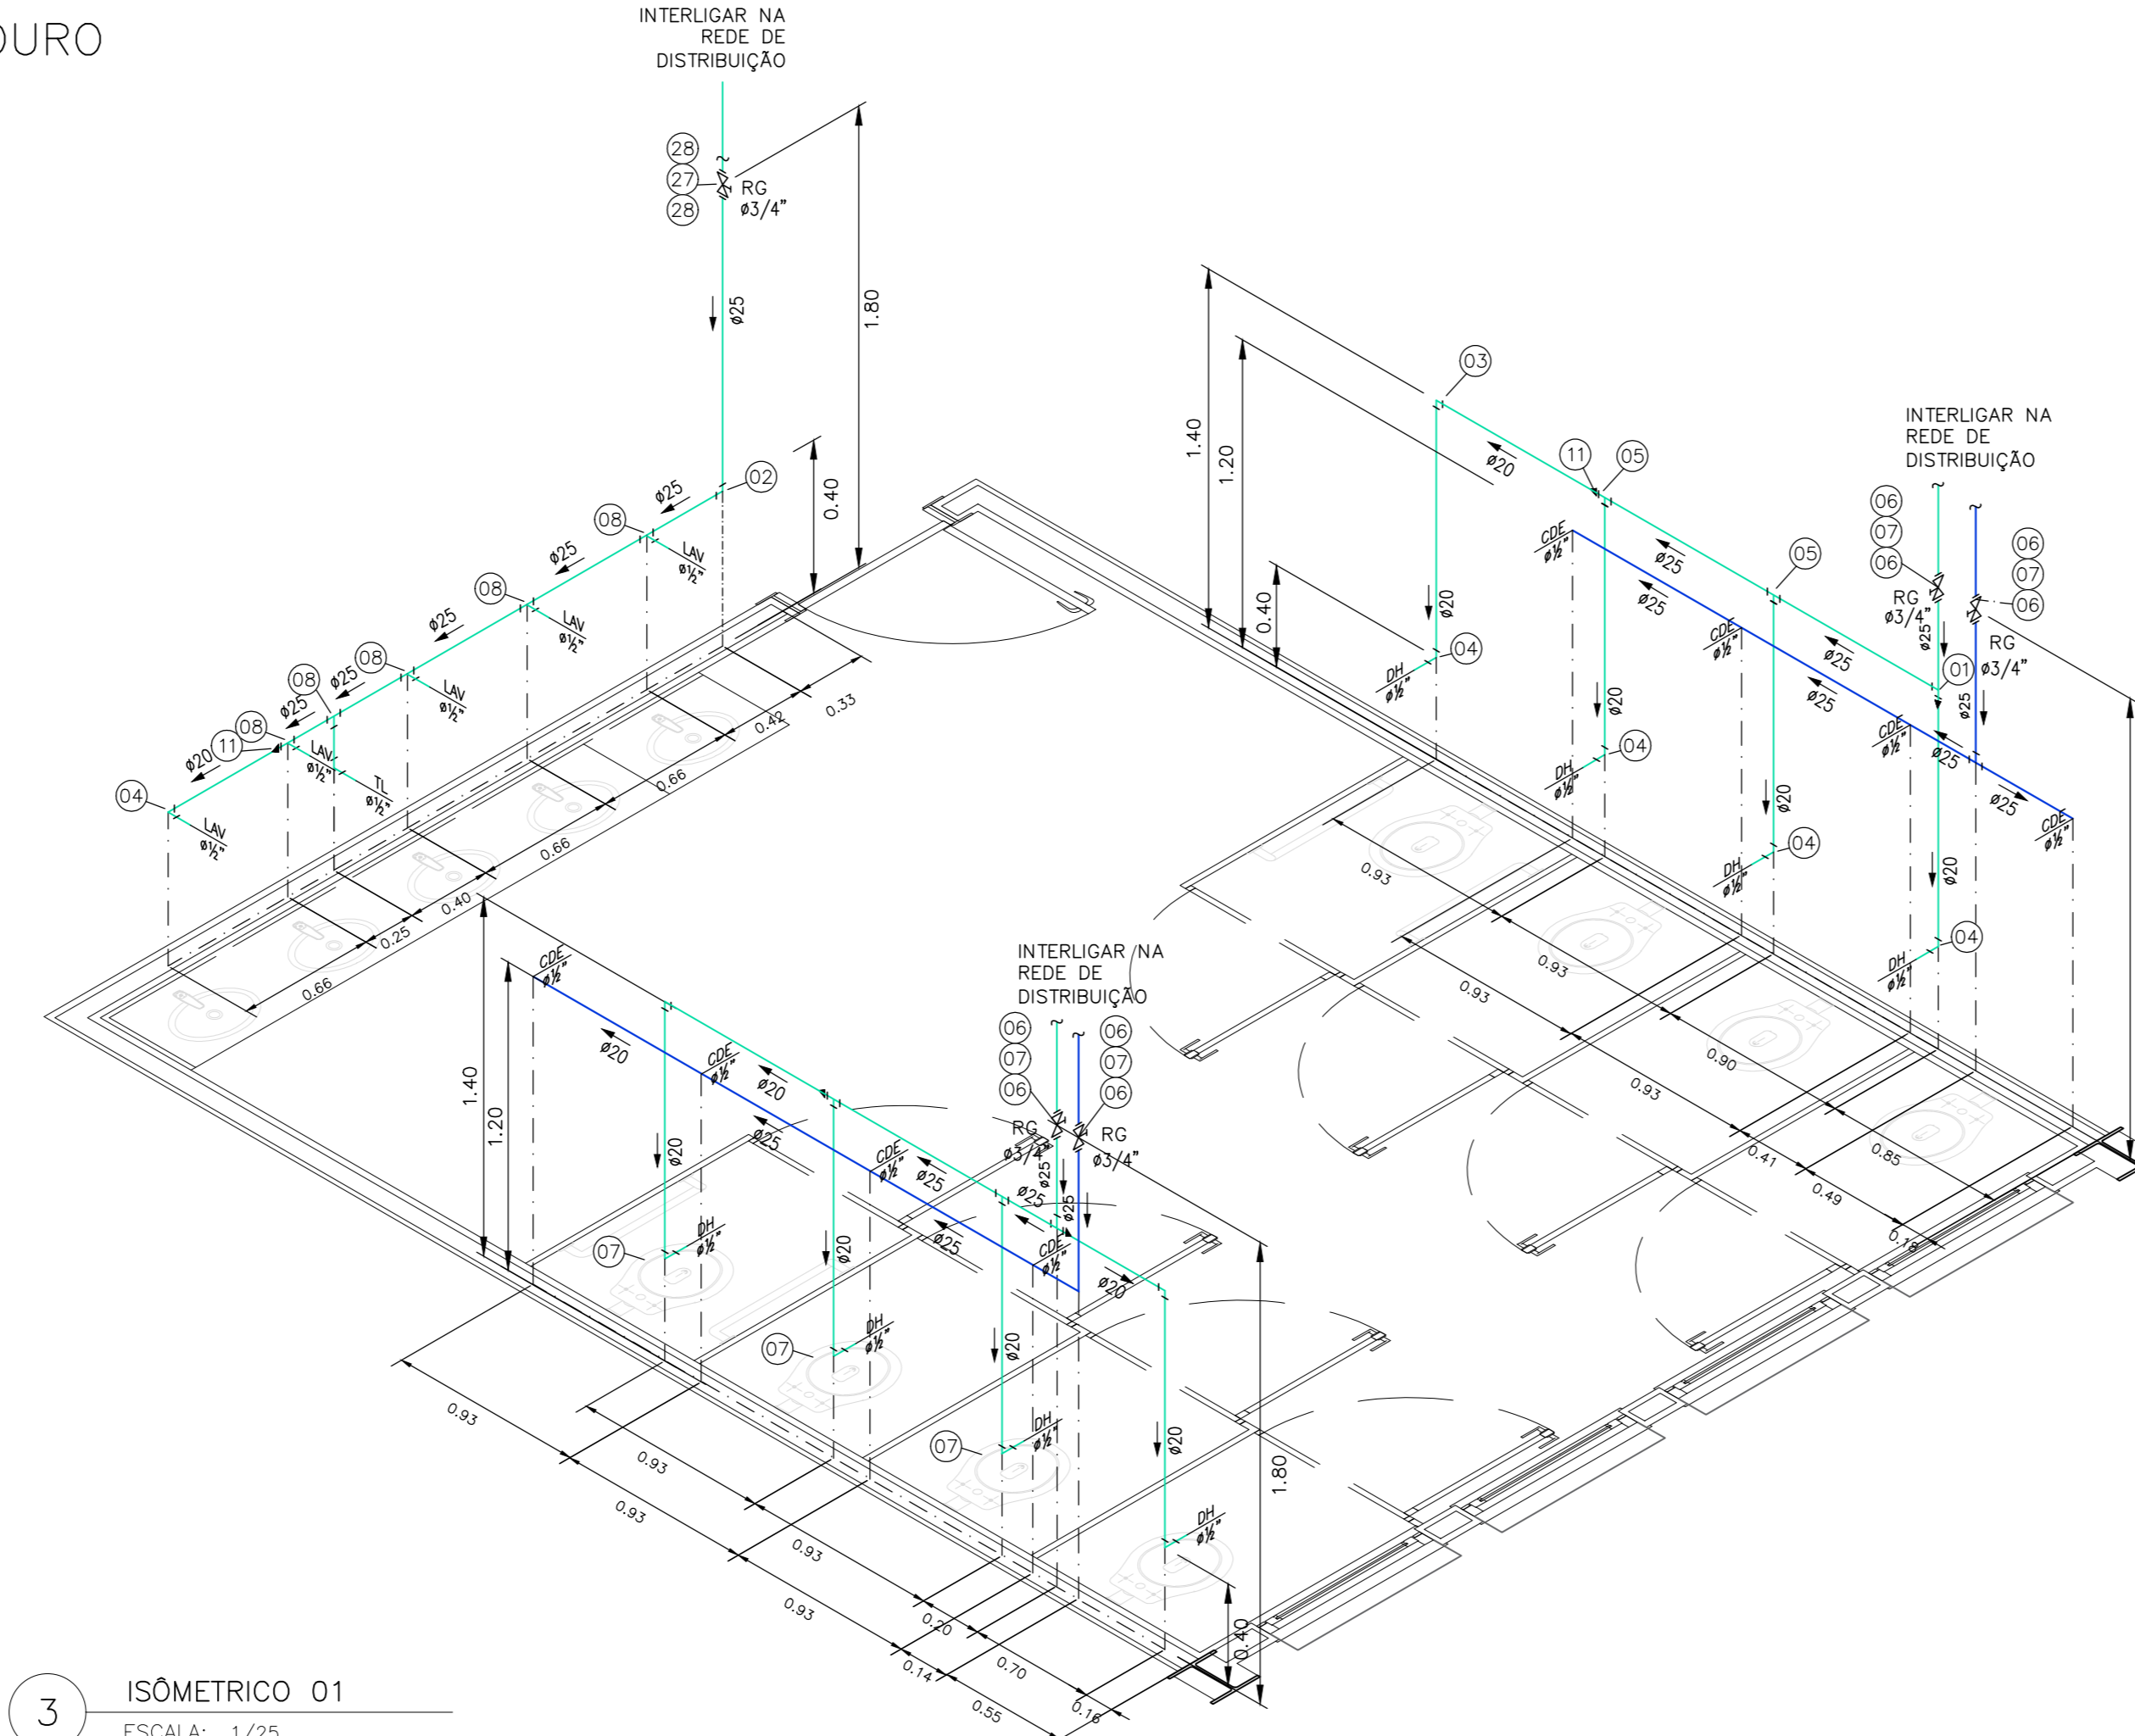 OURO
INTERLIGAR NA
REDE DE
DISTRIBUIÇÃO
28
27
28
RG
ø3/4"
ø25
1.80
0.40
02
ø25
08
LAV
ø½"
ø25
08
LAV
ø½"
ø25
08
LAV
ø½"
ø25
08
ø25
08
11
LAV
ø½"
TL
ø½"
ø20
04
LAV
ø½"
0.33
0.42
0.66
0.66
0.40
0.25
0.66
1.40
1.20
0.40
03
ø20
11
05
ø25
05
ø25
INTERLIGAR NA
REDE DE
DISTRIBUIÇÃO
06
07
06
RG
ø3/4"
ø25
06
07
06
RG
ø3/4"
ø25
01
CDE
ø½"
ø25
CDE
ø½"
ø25
CDE
ø½"
ø25
ø25
CDE
ø½"
ø20
04
DH
ø½"
ø20
04
DH
ø½"
ø20
04
DH
ø½"
ø20
04
DH
ø½"
0.93
0.93
0.90
0.85
0.93
0.93
0.41
0.49
0.18
1.40
1.20
CDE
ø½"
ø20
CDE
ø½"
ø20
ø25
CDE
ø½"
ø25
ø25
ø25
CDE
ø½"
ø20
INTERLIGAR NA
REDE DE
DISTRIBUIÇÃO
06
07
06
06
07
06
RG
ø3/4"
RG
ø3/4"
ø25
ø25
ø20
07
DH
ø½"
ø20
07
DH
ø½"
ø20
07
DH
ø½"
ø20
DH
ø½"
1.80
0.40
0.93
0.93
0.93
0.93
0.93
0.20
0.14
0.70
0.55
0.16
3
ISÔMETRICO 01
ESCALA: 1/25